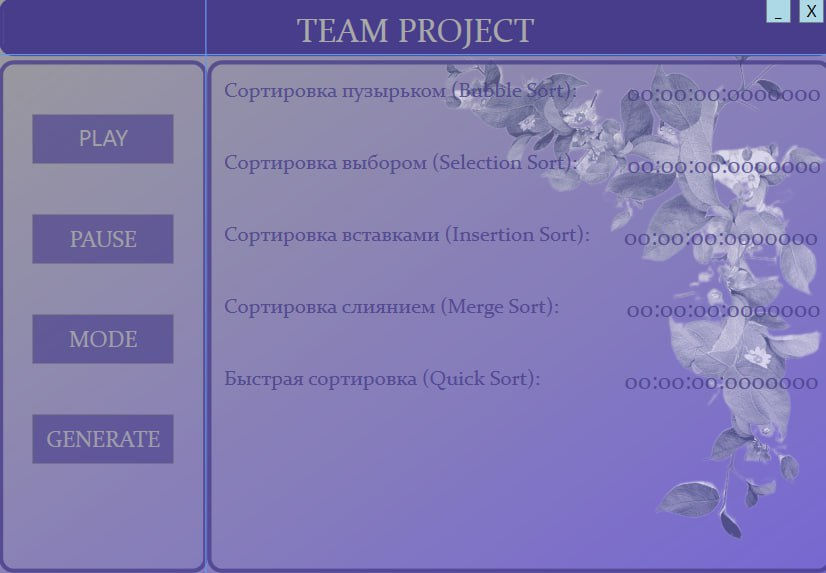 TEAM PROJECT
_ X
PLAY
PAUSE
MODE
GENERATE
Сортировка пузырьком (Bubble Sort): 00:00:00:0000000
Сортировка выбором (Selection Sort): 00:00:00:0000000
Сортировка вставками (Insertion Sort): 00:00:00:0000000
Сортировка слиянием (Merge Sort): 00:00:00:0000000
Быстрая сортировка (Quick Sort): 00:00:00:0000000